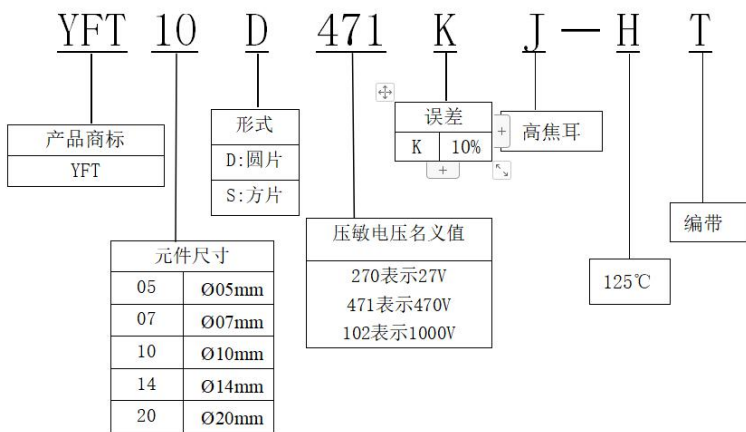 YFT 10 D 471 K J — H T
产品商标
YFT
形式
D:圆片
S:方片
误差
K 10%
高焦耳
编带
压敏电压名义值
270表示27V
471表示470V
102表示1000V
125℃
元件尺寸
05 Ø05mm
07 Ø07mm
10 Ø10mm
14 Ø14mm
20 Ø20mm